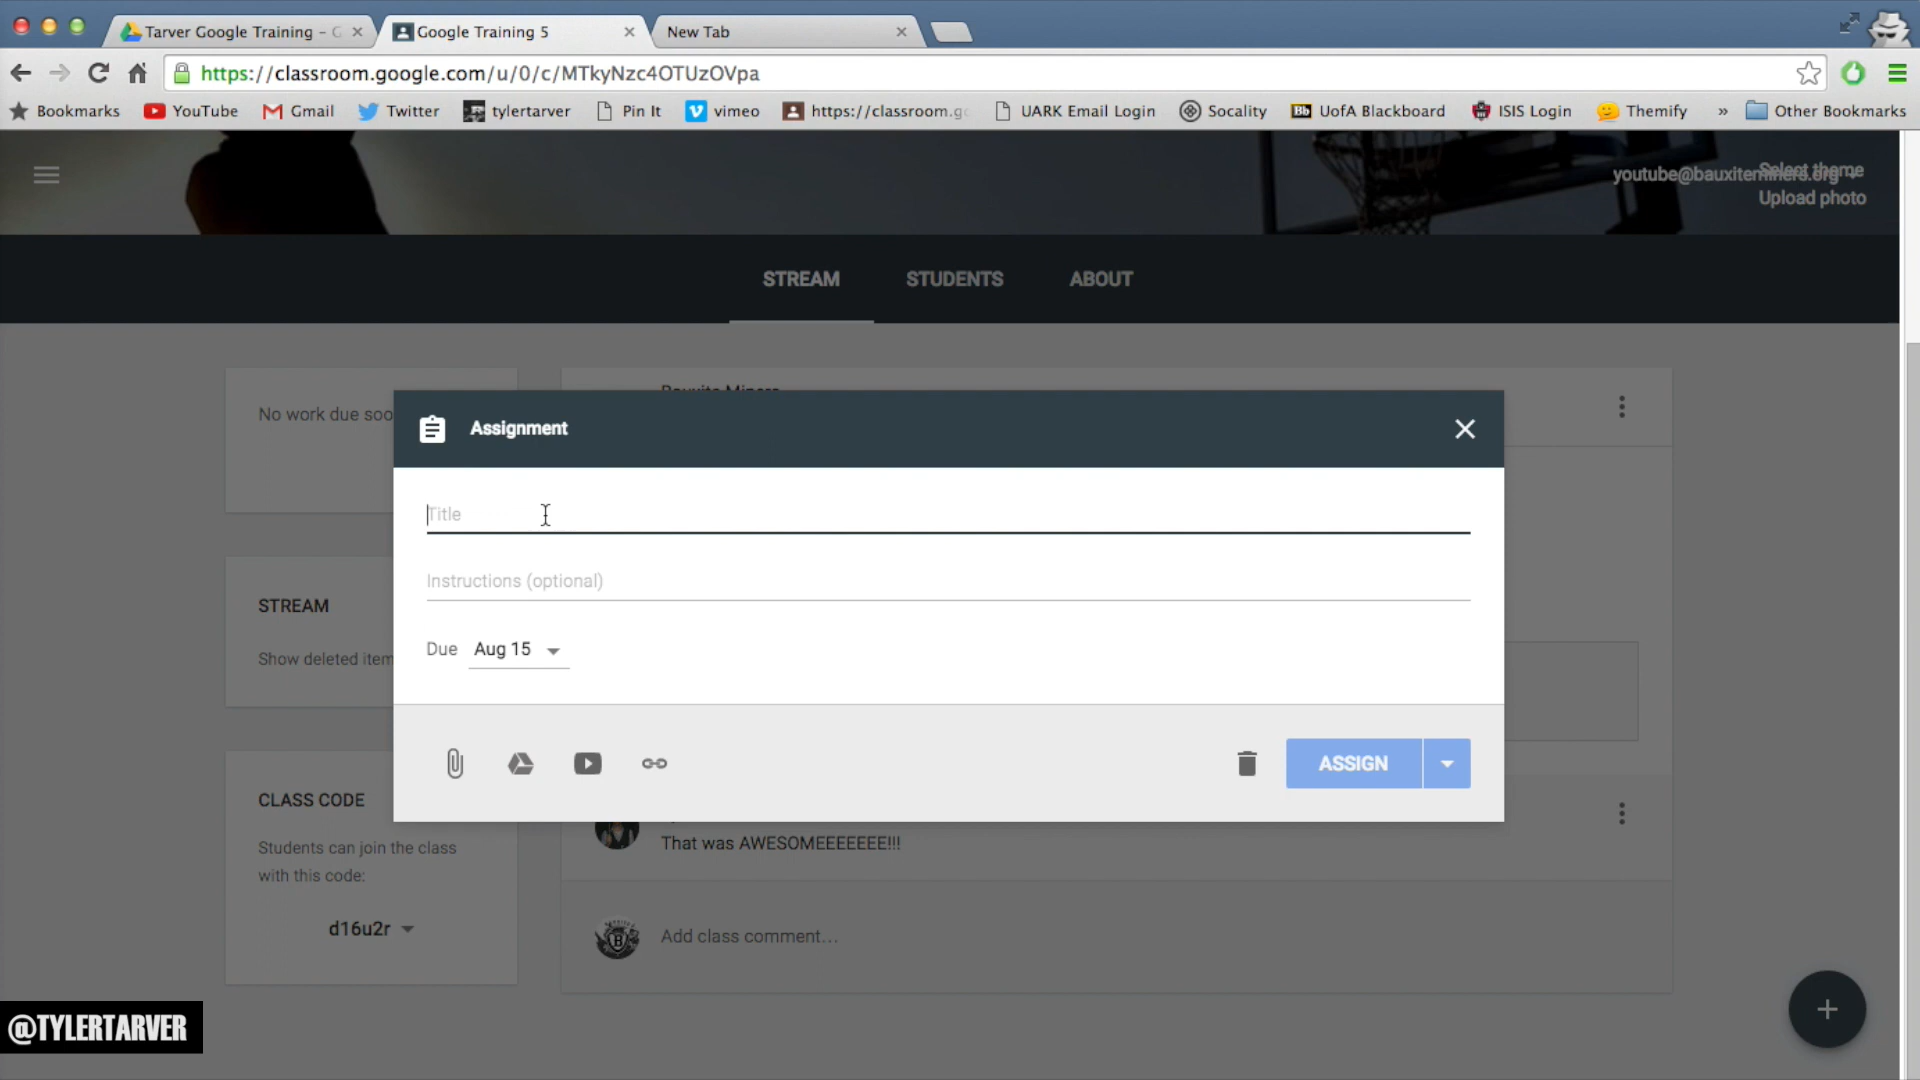 Tarver Google Training – G
Google Training 5
New Tab
https://classroom.google.com/u/0/c/MTkyNzc4OTUzOVpa
Bookmarks YouTube Gmail Twitter tylertarver Pin It vimeo https://classroom.go UARK Email Login Socality Bb UofA Blackboard ISIS Login Themify » Other Bookmarks
Select theme
youtube@bauxiteminers.org
Upload photo
STREAM STUDENTS ABOUT
No work due soo
Bauxite Miners
Assignment
Title
Instructions (optional)
Due Aug 15
ASSIGN
STREAM
Show deleted item
CLASS CODE
Students can join the class
with this code:
d16u2r
That was AWESOMEEEEEEE!!!
Add class comment...
@TYLERTARVER